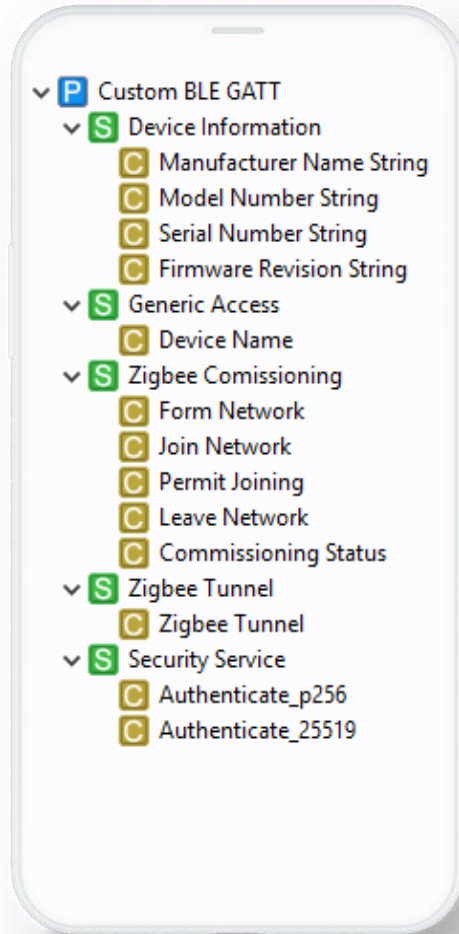 P Custom BLE GATT
S Device Information
C Manufacturer Name String
C Model Number String
C Serial Number String
C Firmware Revision String
S Generic Access
C Device Name
S Zigbee Comissioning
C Form Network
C Join Network
C Permit Joining
C Leave Network
C Commissioning Status
S Zigbee Tunnel
C Zigbee Tunnel
S Security Service
C Authenticate_p256
C Authenticate_25519